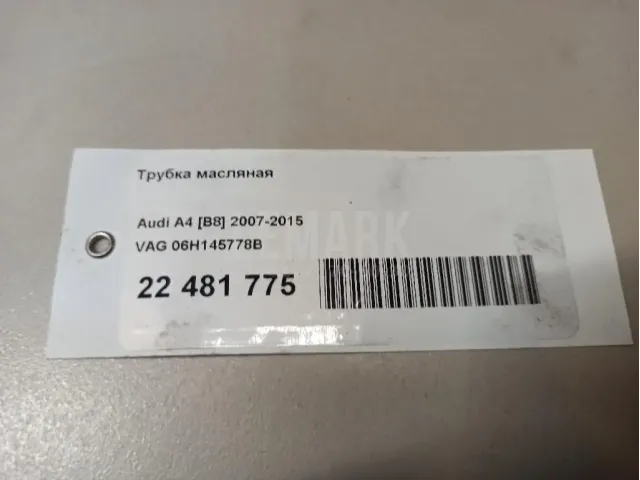 Трубка масляная
Audi A4 [B8] 2007-2015
VAG 06H145778B
22 481 775